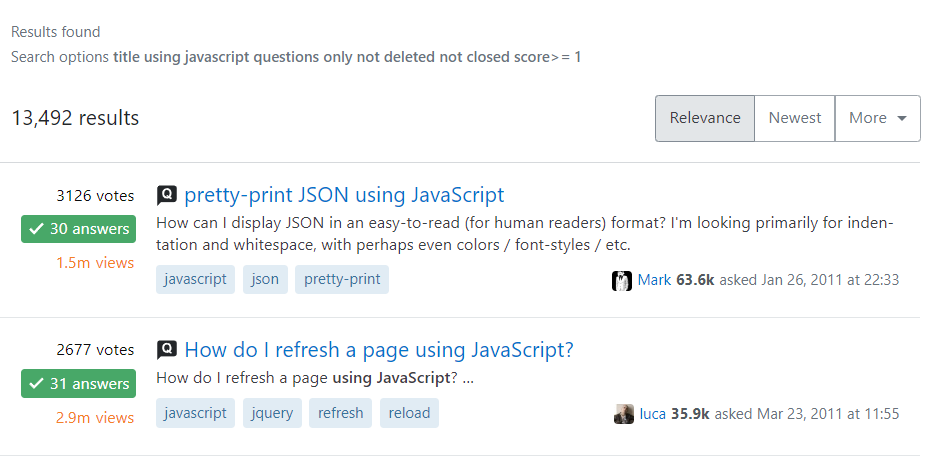 Results found
Search options title using javascript questions only not deleted not closed score>= 1
13,492 results
Relevance Newest More
3126 votes
Q pretty-print JSON using JavaScript
30 answers
How can I display JSON in an easy-to-read (for human readers) format? I'm looking primarily for inden-
tation and whitespace, with perhaps even colors / font-styles / etc.
1.5m views
javascript json pretty-print
Mark 63.6k asked Jan 26, 2011 at 22:33
2677 votes
Q How do I refresh a page using JavaScript?
31 answers
How do I refresh a page using JavaScript? ...
2.9m views
javascript jquery refresh reload
luca 35.9k asked Mar 23, 2011 at 11:55